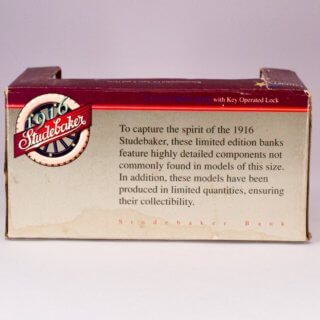 with Key Operated Lock
1916
Studebaker
To capture the spirit of the 1916
Studebaker, these limited edition banks
feature highly detailed components not
commonly found in models of this size.
In addition, these models have been
produced in limited quantities, ensuring
their collectibility.
Studebaker Bank